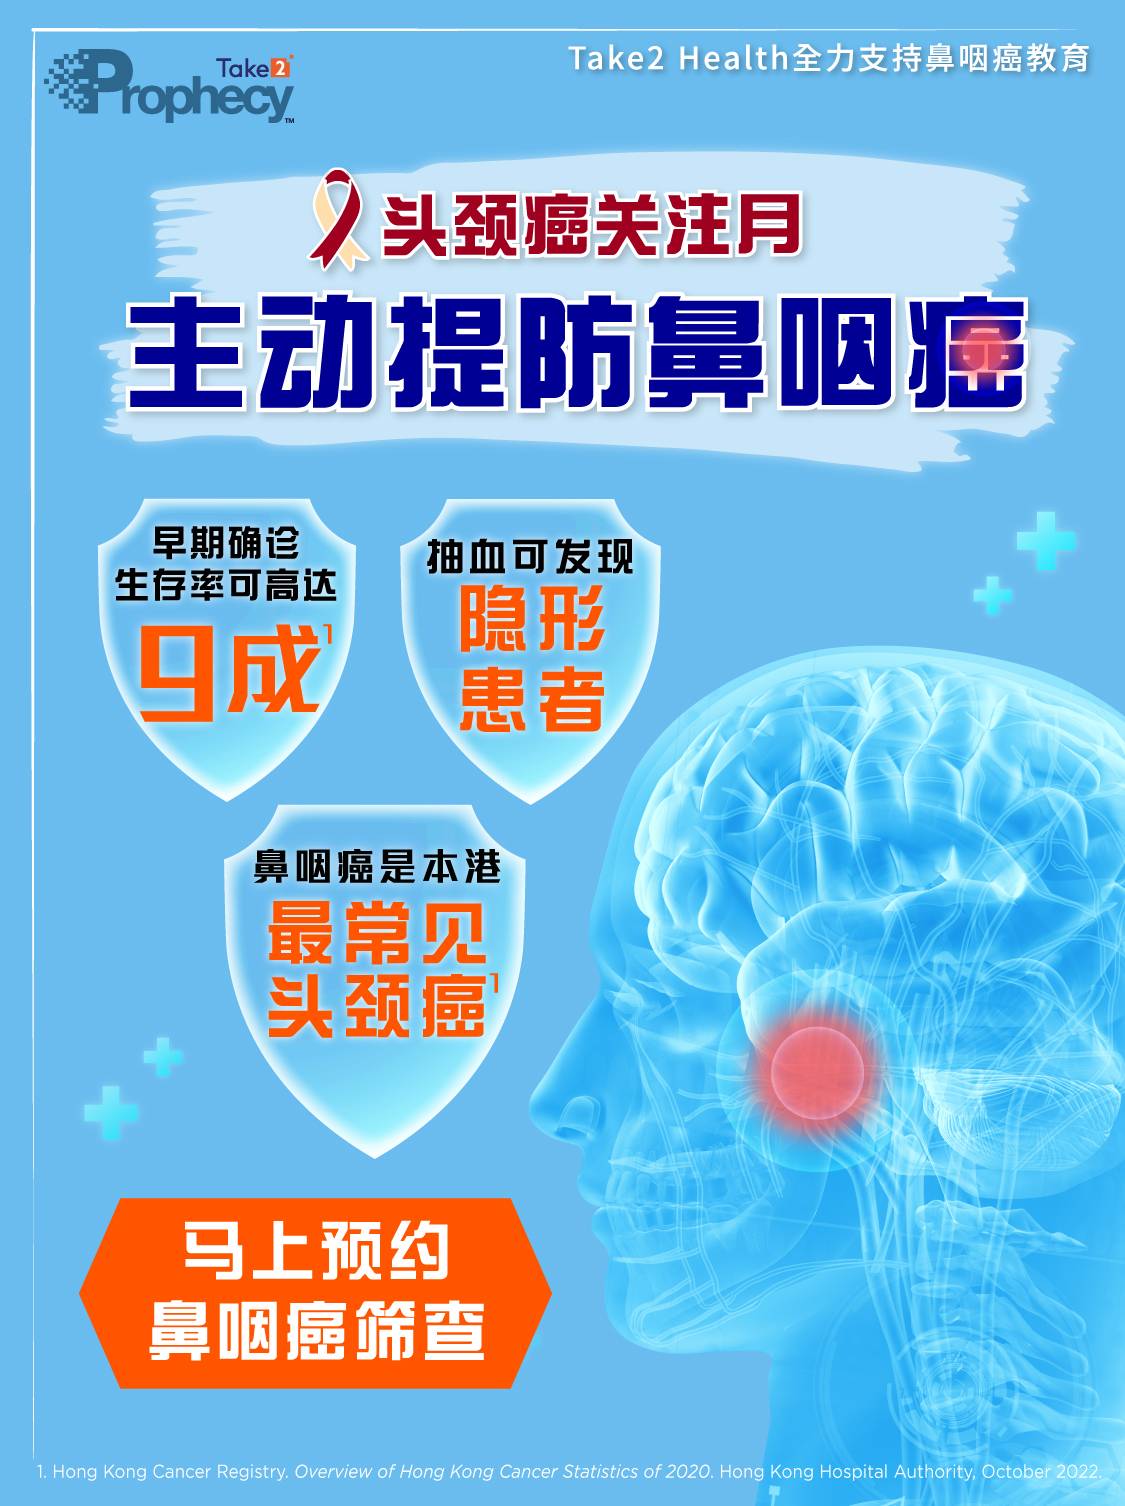 Take2
Prophecy™
Take2 Health全力支持鼻咽癌教育
头颈癌关注月
主动提防鼻咽癌
早期确诊
生存率可高达
9成1
抽血可发现
隐形
患者
鼻咽癌是本港
最常见
头颈癌1
马上预约
鼻咽癌筛查
1. Hong Kong Cancer Registry. Overview of Hong Kong Cancer Statistics of 2020. Hong Kong Hospital Authority, October 2022.